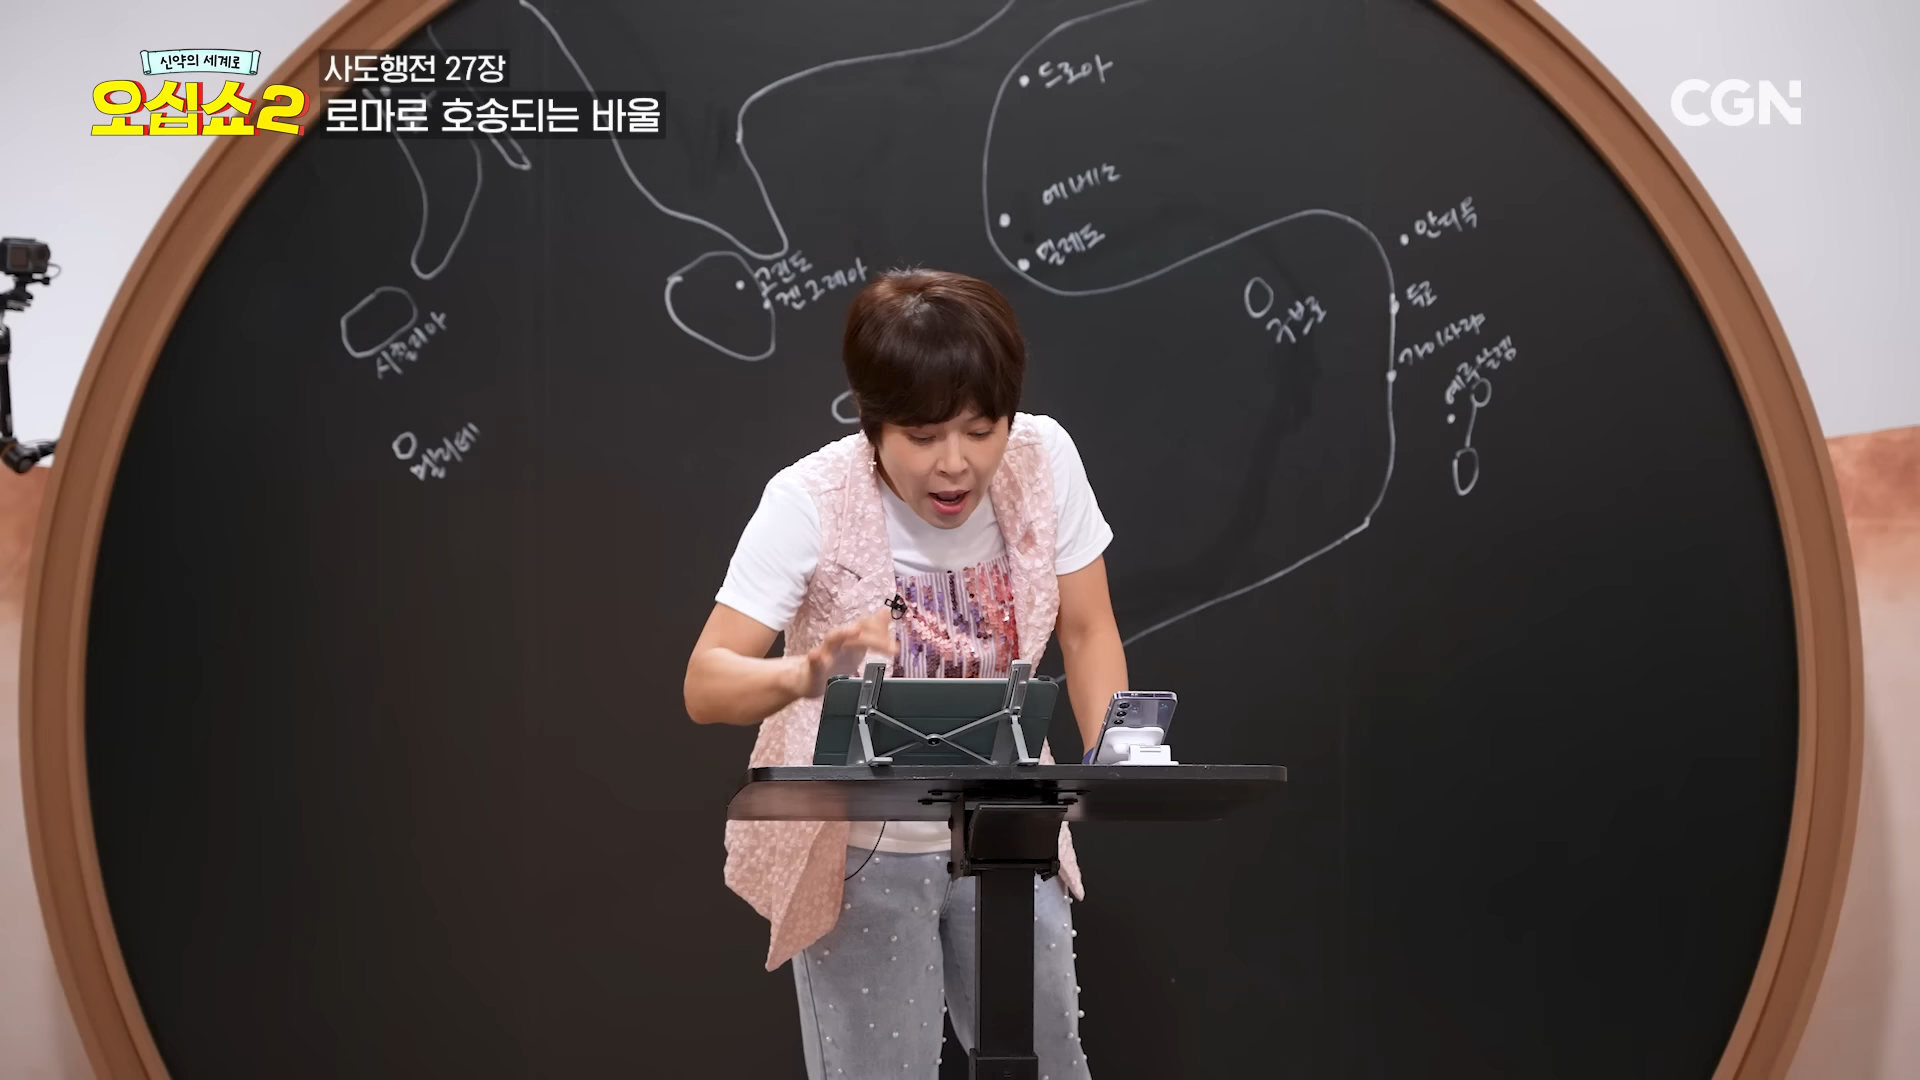 신약의 세계로
오십쇼2
사도행전 27장
로마로 호송되는 바울
CGN
드로아
에베소
밀레도
안디옥
두로
가이사랴
예루살렘
구브로
고린도
겐그레아
시칠리아
멜리데